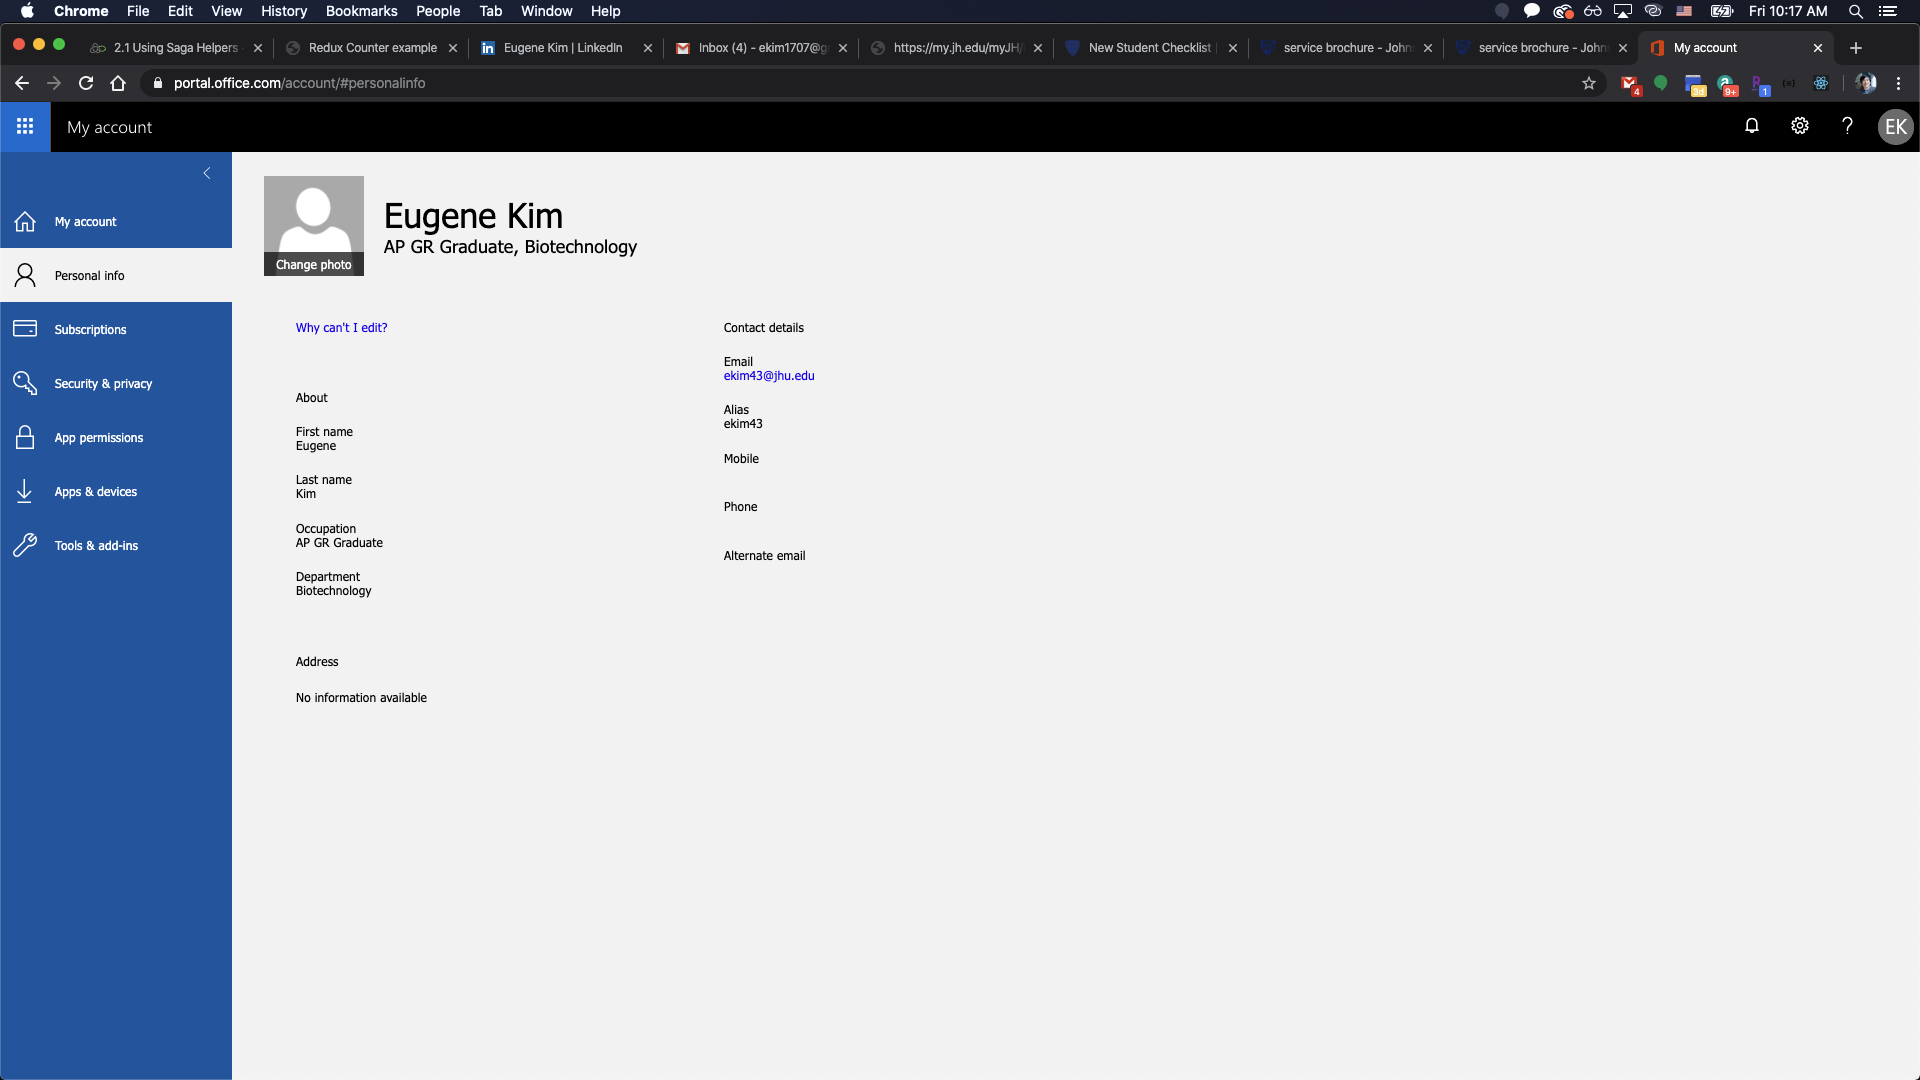 Chrome File Edit View History Bookmarks People Tab Window Help Fri 10:17 AM
2.1 Using Saga Helpers Redux Counter example Eugene Kim | LinkedIn Inbox (4) - ekim1707@g https://my.jh.edu/myJH/ New Student Checklist service brochure - John service brochure - John My account
portal.office.com/account/#personalinfo 4 3d 9+ 1
My account ? EK
My account
Personal info
Subscriptions
Security & privacy
App permissions
Apps & devices
Tools & add-ins
Eugene Kim
AP GR Graduate, Biotechnology
Change photo
Why can't I edit?
About
First name
Eugene
Last name
Kim
Occupation
AP GR Graduate
Department
Biotechnology
Address
No information available
Contact details
Email
ekim43@jhu.edu
Alias
ekim43
Mobile
Phone
Alternate email